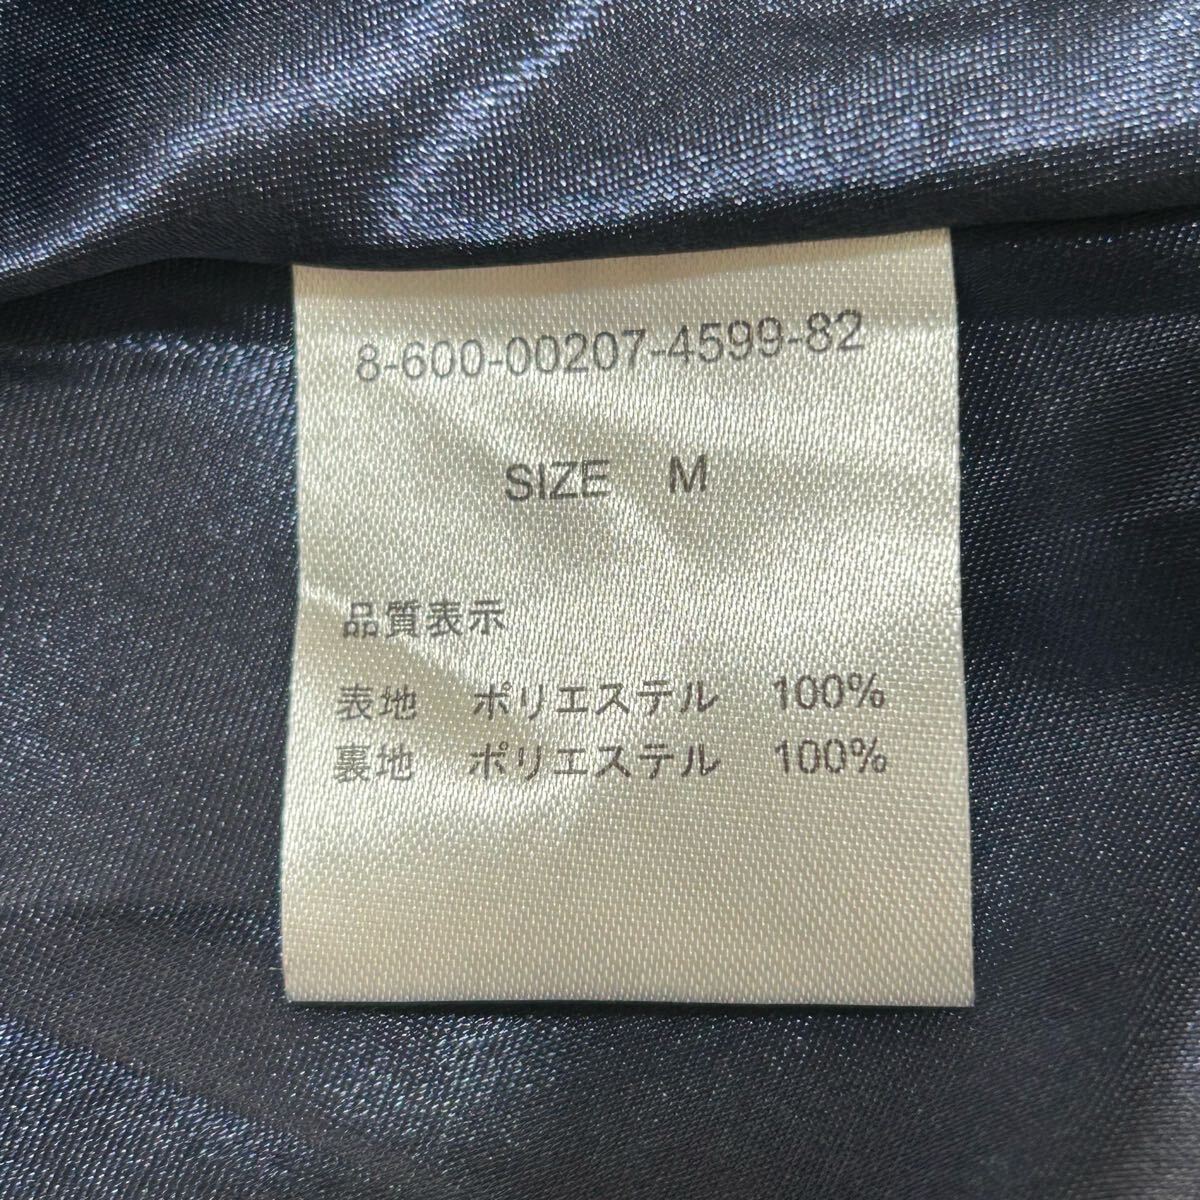 8-600-00207-4599-82
SIZE M
品質表示
表地 ポリエステル 100%
裏地 ポリエステル 100%